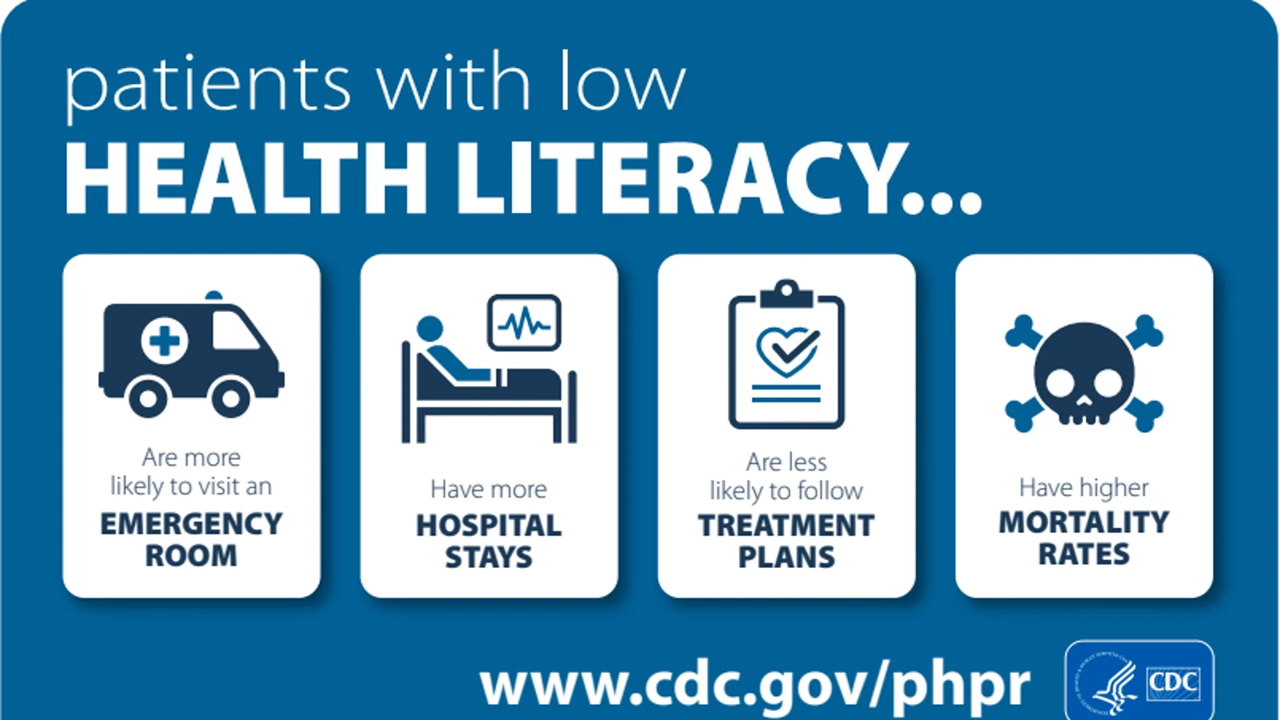 patients with low
HEALTH LITERACY...
Are more
likely to visit an
EMERGENCY
ROOM
Have more
HOSPITAL
STAYS
Are less
likely to follow
TREATMENT
PLANS
Have higher
MORTALITY
RATES
www.cdc.gov/phpr
CDC